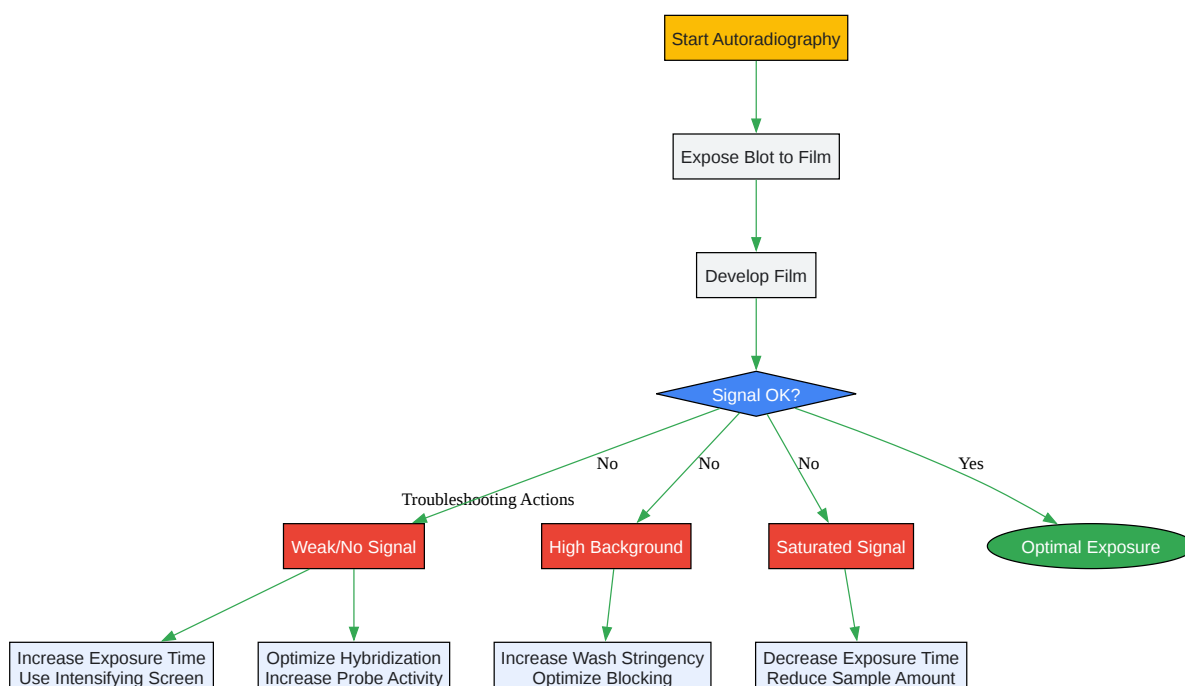 Start Autoradiography
Expose Blot to Film
Develop Film
Signal OK?
No
No
No
Yes
Troubleshooting Actions
Weak/No Signal
High Background
Saturated Signal
Optimal Exposure
Increase Exposure Time
Use Intensifying Screen
Optimize Hybridization
Increase Probe Activity
Increase Wash Stringency
Optimize Blocking
Decrease Exposure Time
Reduce Sample Amount